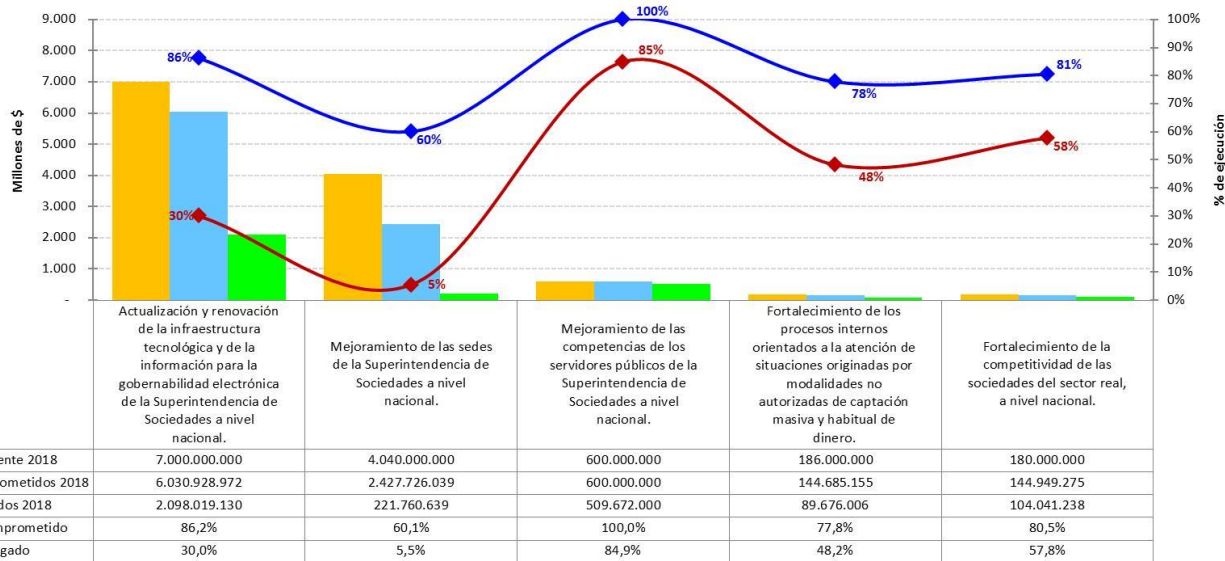 9.000
8.000
7.000
6.000
5.000
4.000
3.000
2.000
1.000
-
Millones de $
100%
90%
80%
70%
60%
50%
40%
30%
20%
10%
0%
% de ejecución
86%
60%
100%
78%
81%
30%
5%
85%
48%
58%
Actualización y renovación
de la infraestructura
tecnológica y de la
información para la
gobernabilidad electrónica
de la Superintendencia de
Sociedades a nivel
nacional.
Mejoramiento de las sedes
de la Superintendencia de
Sociedades a nivel
nacional.
Mejoramiento de las
competencias de los
servidores públicos de la
Superintendencia de
Sociedades a nivel
nacional.
Fortalecimiento de los
procesos internos
orientados a la atención de
situaciones originadas por
modalidades no
autorizadas de captación
masiva y habitual de
dinero.
Fortalecimiento de la
competitividad de las
sociedades del sector real,
a nivel nacional.
ente 2018 7.000.000.000 4.040.000.000 600.000.000 186.000.000 180.000.000
ometidos 2018 6.030.928.972 2.427.726.039 600.000.000 144.685.155 144.949.275
dos 2018 2.098.019.130 221.760.639 509.672.000 89.676.006 104.041.238
mprometido 86,2% 60,1% 100,0% 77,8% 80,5%
gado 30,0% 5,5% 84,9% 48,2% 57,8%